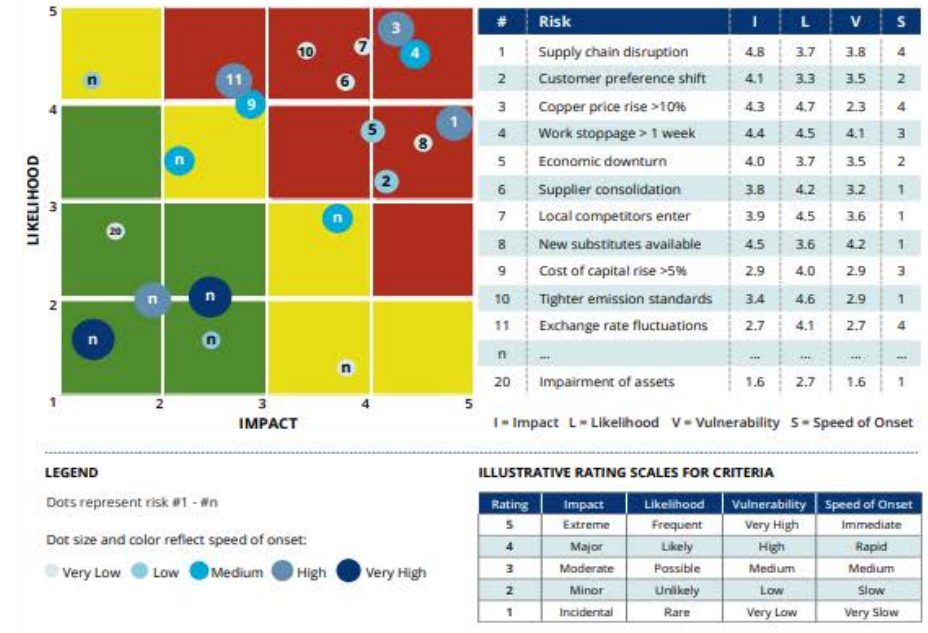 5
4
3
2
1
2
3
4
5
LIKELIHOOD
IMPACT
n
11
9
10
7
6
3
4
n
5
8
1
2
20
n
n
n
n
n
n
# Risk I L V S
1 Supply chain disruption 4.8 3.7 3.8 4
2 Customer preference shift 4.1 3.3 3.5 2
3 Copper price rise >10% 4.3 4.7 2.3 4
4 Work stoppage > 1 week 4.4 4.5 4.1 3
5 Economic downturn 4.0 3.7 3.5 2
6 Supplier consolidation 3.8 4.2 3.2 1
7 Local competitors enter 3.9 4.5 3.6 1
8 New substitutes available 4.5 3.6 4.2 1
9 Cost of capital rise >5% 2.9 4.0 2.9 3
10 Tighter emission standards 3.4 4.6 2.9 1
11 Exchange rate fluctuations 2.7 4.1 2.7 4
n ... ... ... ... ...
20 Impairment of assets 1.6 2.7 1.6 1
I = Impact L = Likelihood V = Vulnerability S = Speed of Onset
LEGEND
Dots represent risk #1 - #n
Dot size and color reflect speed of onset:
Very Low Low Medium High Very High
ILLUSTRATIVE RATING SCALES FOR CRITERIA
Rating Impact Likelihood Vulnerability Speed of Onset
5 Extreme Frequent Very High Immediate
4 Major Likely High Rapid
3 Moderate Possible Medium Medium
2 Minor Unlikely Low Slow
1 Incidental Rare Very Low Very Slow